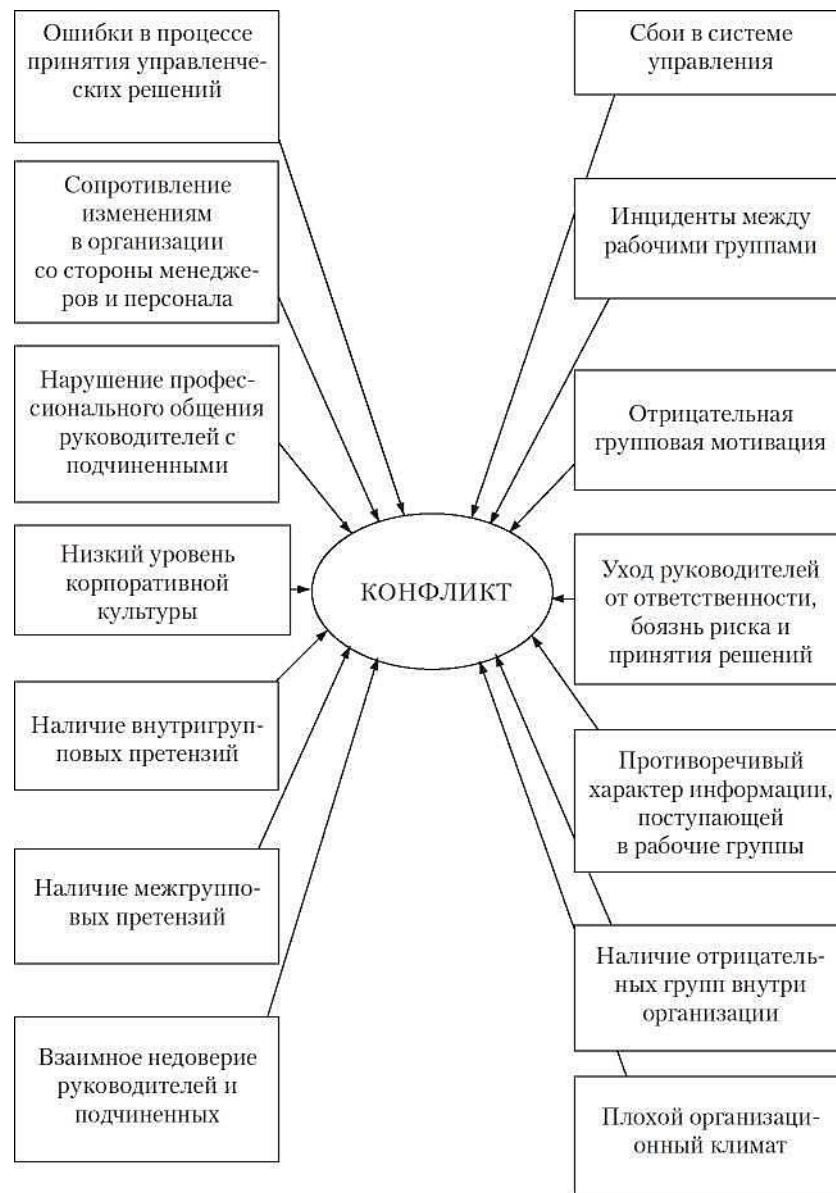 Ошибки в процессе
принятия управленче-
ских решений
Сопротивление
изменениям
в организации
со стороны менедже-
ров и персонала
Нарушение профес-
сионального общения
руководителей с
подчиненными
Низкий уровень
корпоративной
культуры
Наличие внутригруп-
повых претензий
Наличие межгруппо-
вых претензий
Взаимное недоверие
руководителей и
подчиненных
КОНФЛИКТ
Сбои в системе
управления
Инциденты между
рабочими группами
Отрицательная
групповая мотивация
Уход руководителей
от ответственности,
боязнь риска и
принятия решений
Противоречивый
характер информации,
поступающей
в рабочие группы
Наличие отрицатель-
ных групп внутри
организации
Плохой организаци-
онный климат